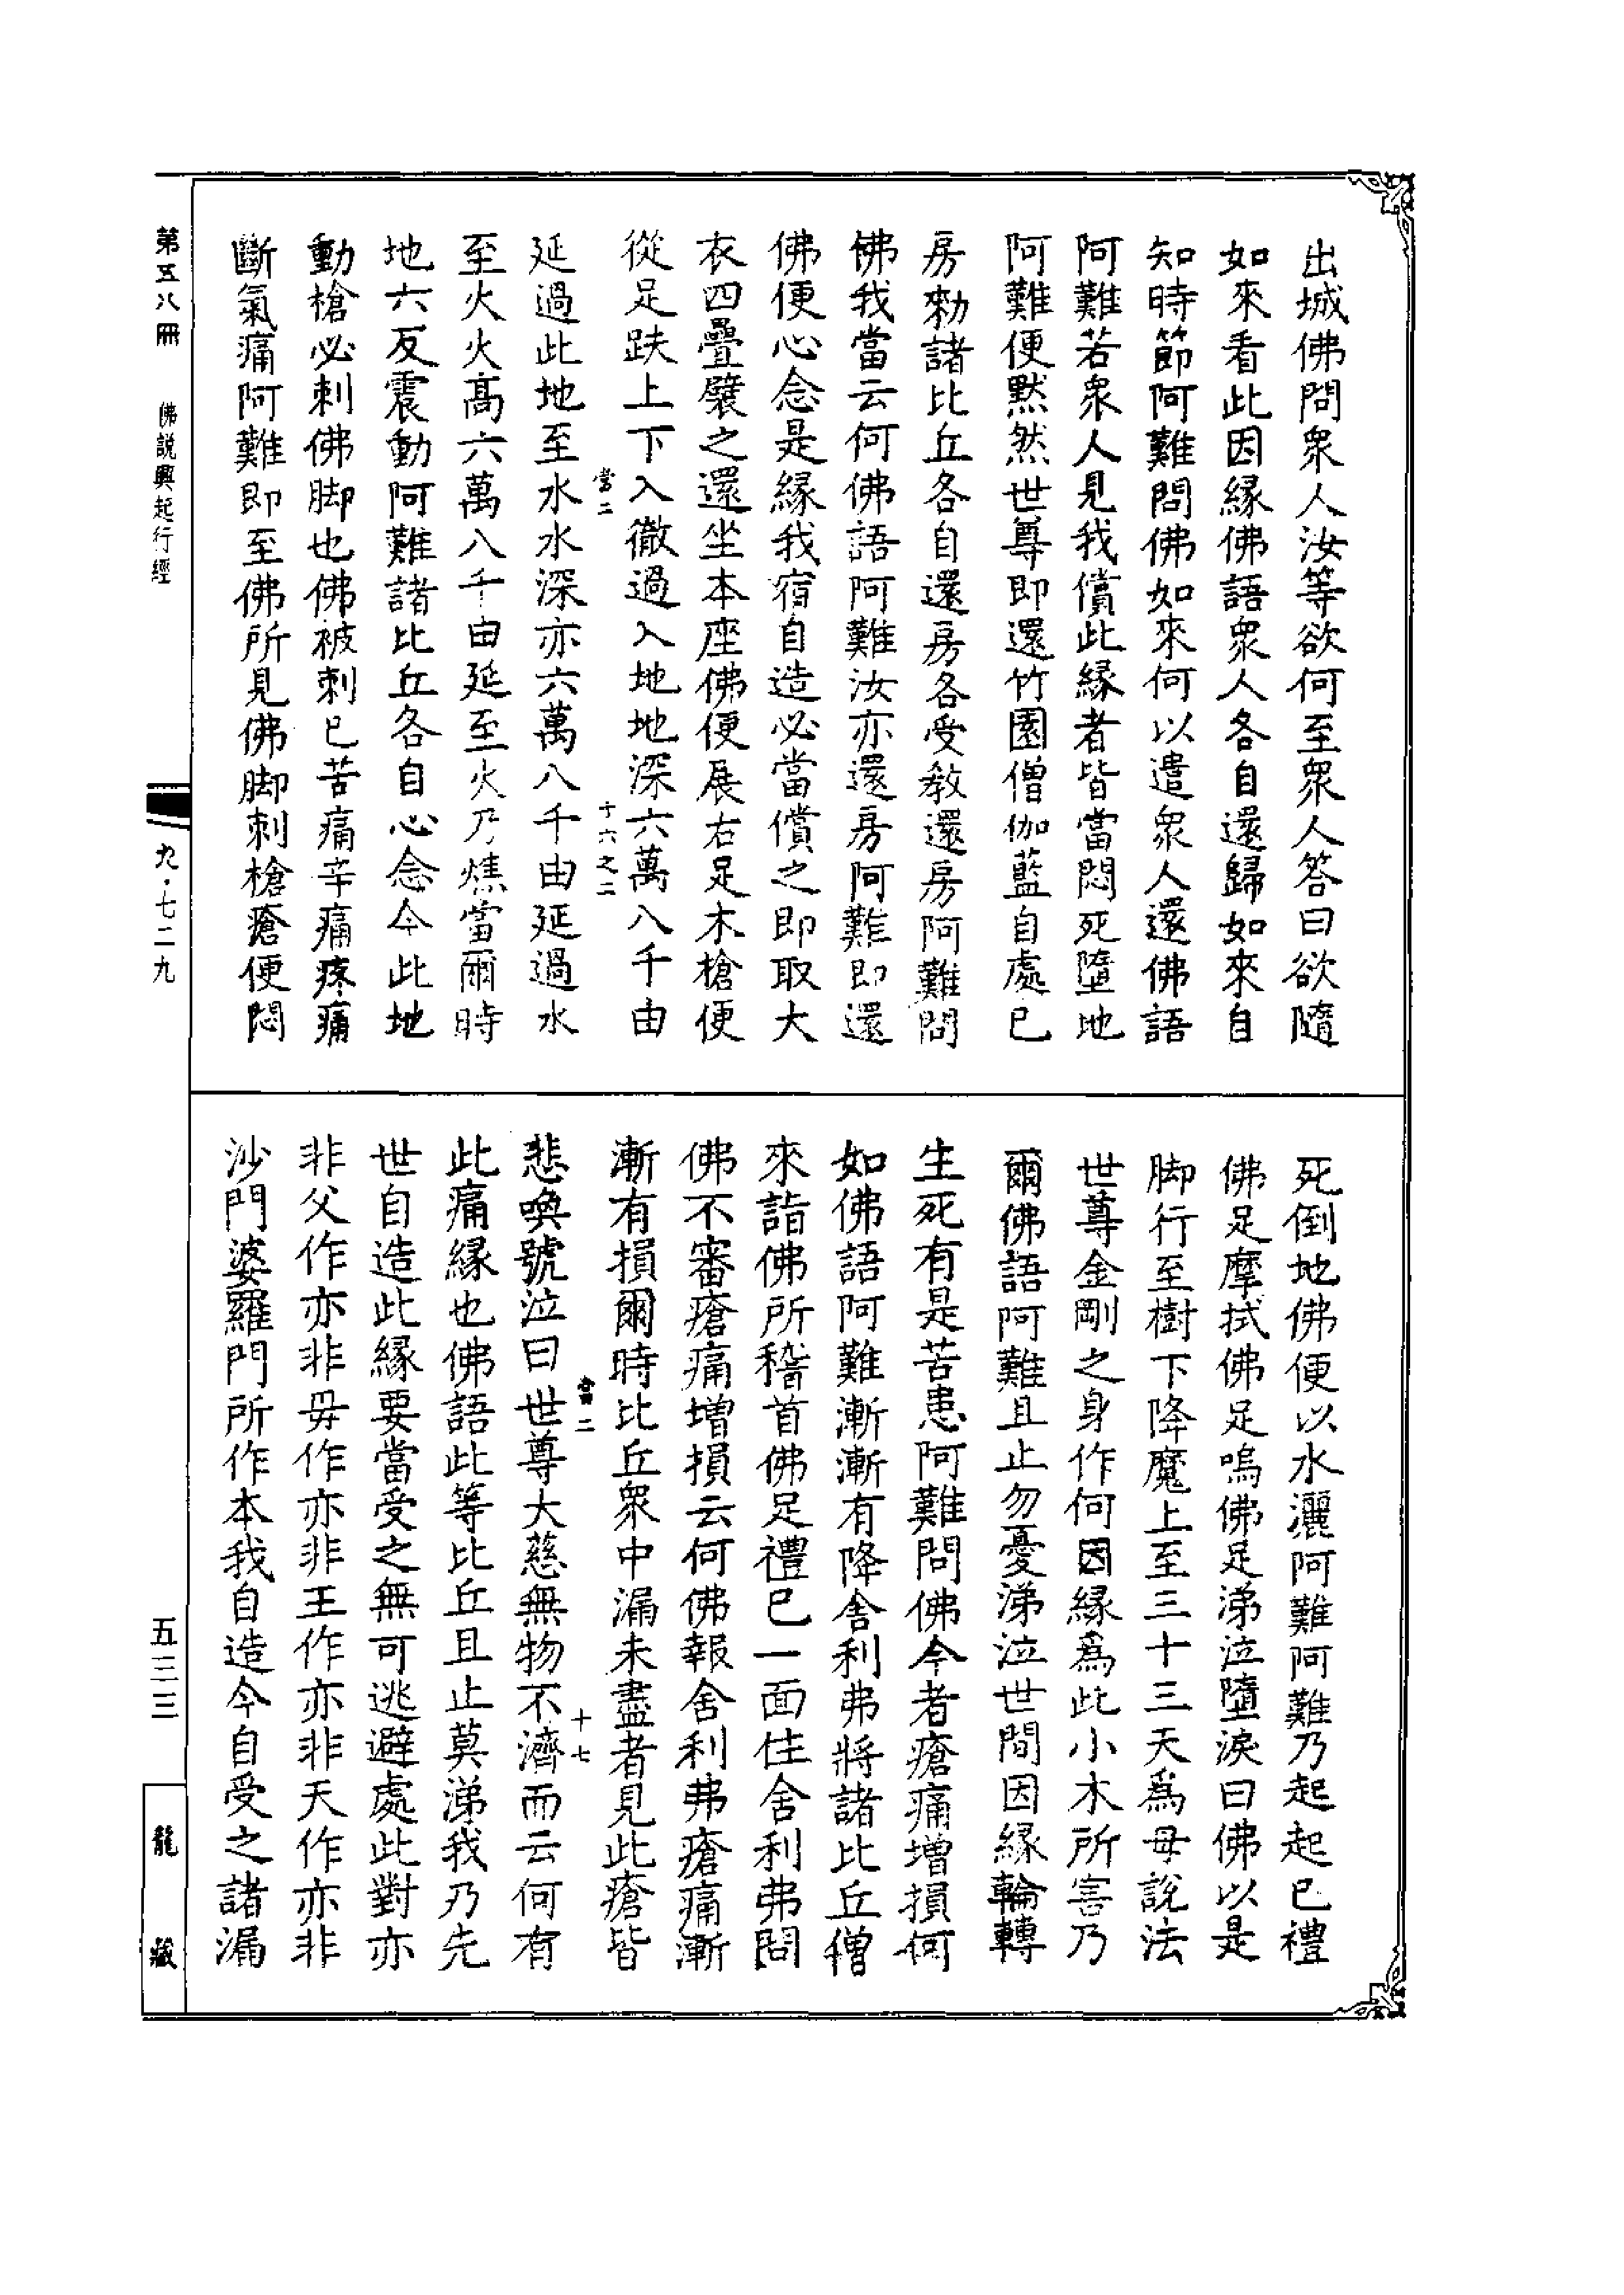 出城佛問衆人汝等欲何至衆人答曰欲隨
如來看此因緣佛語衆人各自還歸如來自
知時節阿難問佛如來何以遣衆人還佛語
阿難若衆人見我償此緣者皆當悶死墮地
阿難便默然世尊即還竹園僧伽藍自處已
房勑諸比丘各自還房各受教還房阿難問
佛我當云何佛語阿難汝亦還房阿難即還
佛便心念是緣我宿自造必當償之即取大
衣四疊襞之還坐本座佛便展右足木槍便
從足趺上下入徹過入地地深六萬八千由
當二
十六之二
延過此地至水水深亦六萬八千由延過水
至火火高六萬八千由延至火乃燋當爾時
地六反震動阿難諸比丘各自心念今此地
動槍必刺佛脚也佛被刺已苦痛辛痛疼痛
斷氣痛阿難即至佛所見佛脚刺槍瘡便悶
死倒地佛便以水灑阿難阿難乃起起已禮
佛足摩拭佛足嗚佛足涕泣墮淚曰佛以是
脚行至樹下降魔上至三十三天爲母說法
世尊金剛之身作何因緣爲此小木所害乃
爾佛語阿難且止勿憂涕泣世間因緣輪轉
生死有是苦患阿難問佛今者瘡痛增損何
如佛語阿難漸漸有降舍利弗將諸比丘僧
來詣佛所稽首佛足禮已一面住舍利弗問
佛不審瘡痛增損云何佛報舍利弗瘡痛漸
漸有損爾時比丘衆中漏未盡者見此瘡皆
當二
十七
悲喚號泣曰世尊大慈無物不濟而云何有
此痛緣也佛語此等比丘且止莫涕我乃先
世自造此緣要當受之無可逃避處此對亦
非父作亦非毋作亦非王作亦非天作亦非
沙門婆羅門所作本我自造今自受之諸漏
第五八冊
佛說興起行經
九·七二九
五三三
龍藏